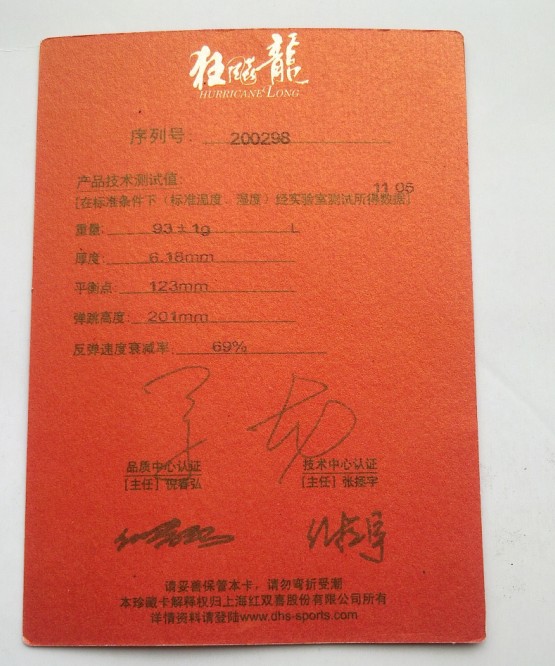 狂飚龍
HURRICANE LONG
序列号: 200298
产品技术测试值:
11 05
[在标准条件下（标准温度、湿度）经实验室测试所得数据]
重量: 93±1g L
厚度: 6.18mm
平衡点: 123mm
弹跳高度: 201mm
反弹速度衰减率: 69%
品质中心认证 技术中心认证
[主任] 倪春弘 [主任] 张接宇
请妥善保管本卡，请勿弯折受潮
本珍藏卡解释权归上海红双喜股份有限公司所有
详情资料请登陆www.dhs-sports.com